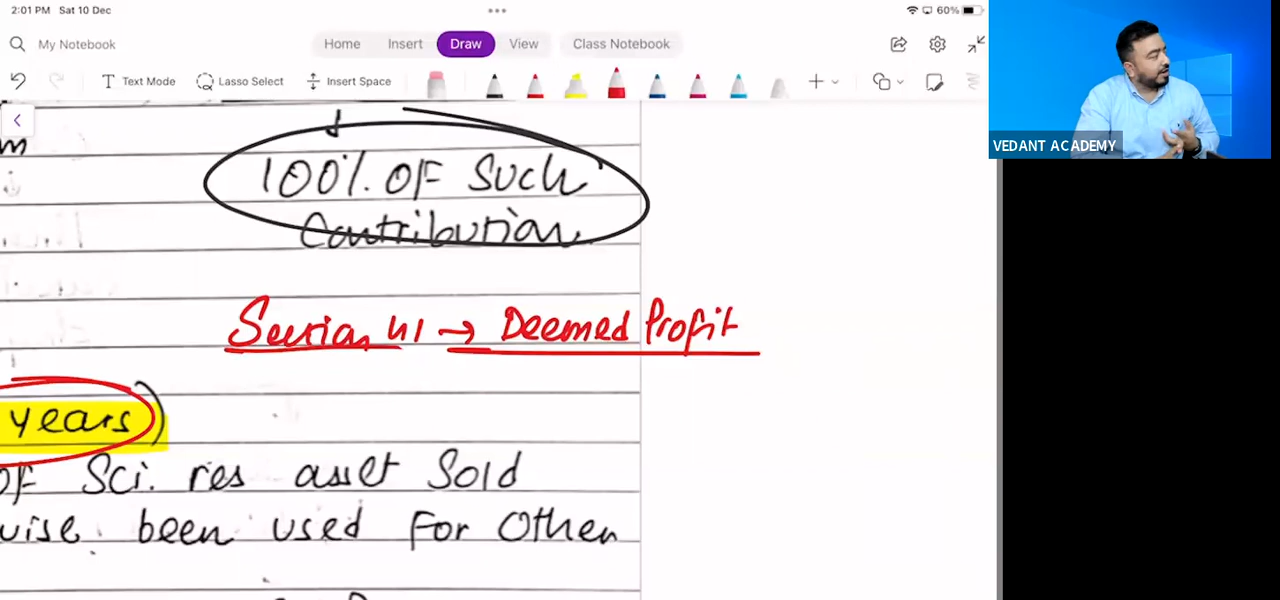 2:01 PM Sat 10 Dec
60%
My Notebook
Home Insert Draw View Class Notebook
Text Mode Lasso Select Insert Space
VEDANT ACADEMY
100%. OF Such
Contribution
Section 41 → Deemed Profit
years)
OF Sci. res asset Sold
wise been used For Other